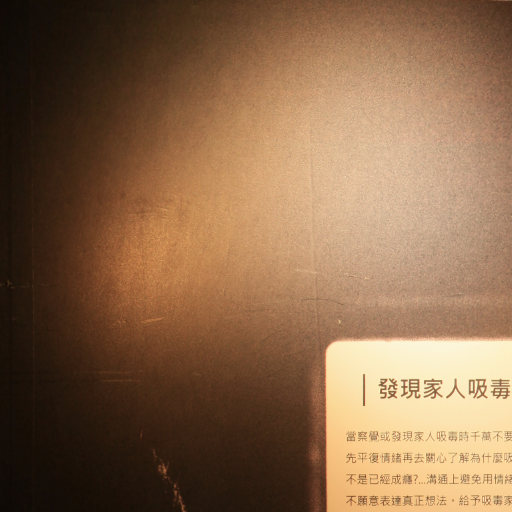 發現家人吸毒
當察覺或發現家人吸毒時千萬不要
先平復情緒再去關心了解為什麼吸
不是已經成癮?...溝通上避免用情緒
不願意表達真正想法，給予吸毒家